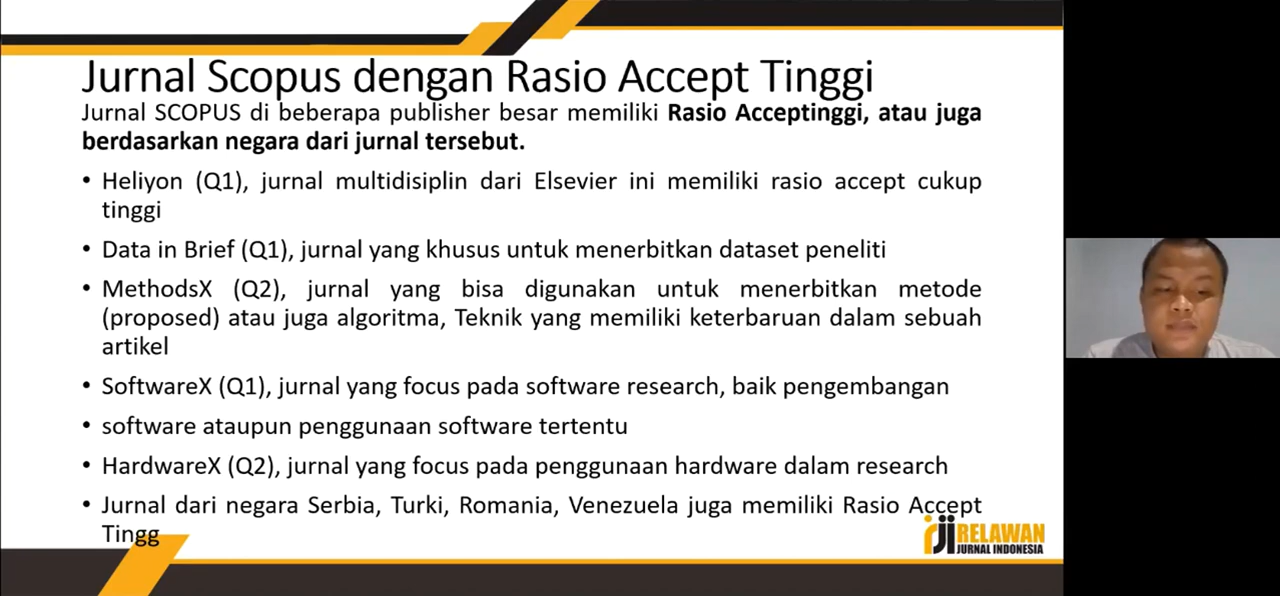 Jurnal Scopus dengan Rasio Accept Tinggi
Jurnal SCOPUS di beberapa publisher besar memiliki Rasio Acceptinggi, atau juga
berdasarkan negara dari jurnal tersebut.
• Heliyon (Q1), jurnal multidisiplin dari Elsevier ini memiliki rasio accept cukup
tinggi
• Data in Brief (Q1), jurnal yang khusus untuk menerbitkan dataset peneliti
• MethodsX (Q2), jurnal yang bisa digunakan untuk menerbitkan metode
(proposed) atau juga algoritma, Teknik yang memiliki keterbaruan dalam sebuah
artikel
• SoftwareX (Q1), jurnal yang focus pada software research, baik pengembangan
• software ataupun penggunaan software tertentu
• HardwareX (Q2), jurnal yang focus pada penggunaan hardware dalam research
• Jurnal dari negara Serbia, Turki, Romania, Venezuela juga memiliki Rasio Accept
Tingg
rji RELAWAN
JURNAL INDONESIA